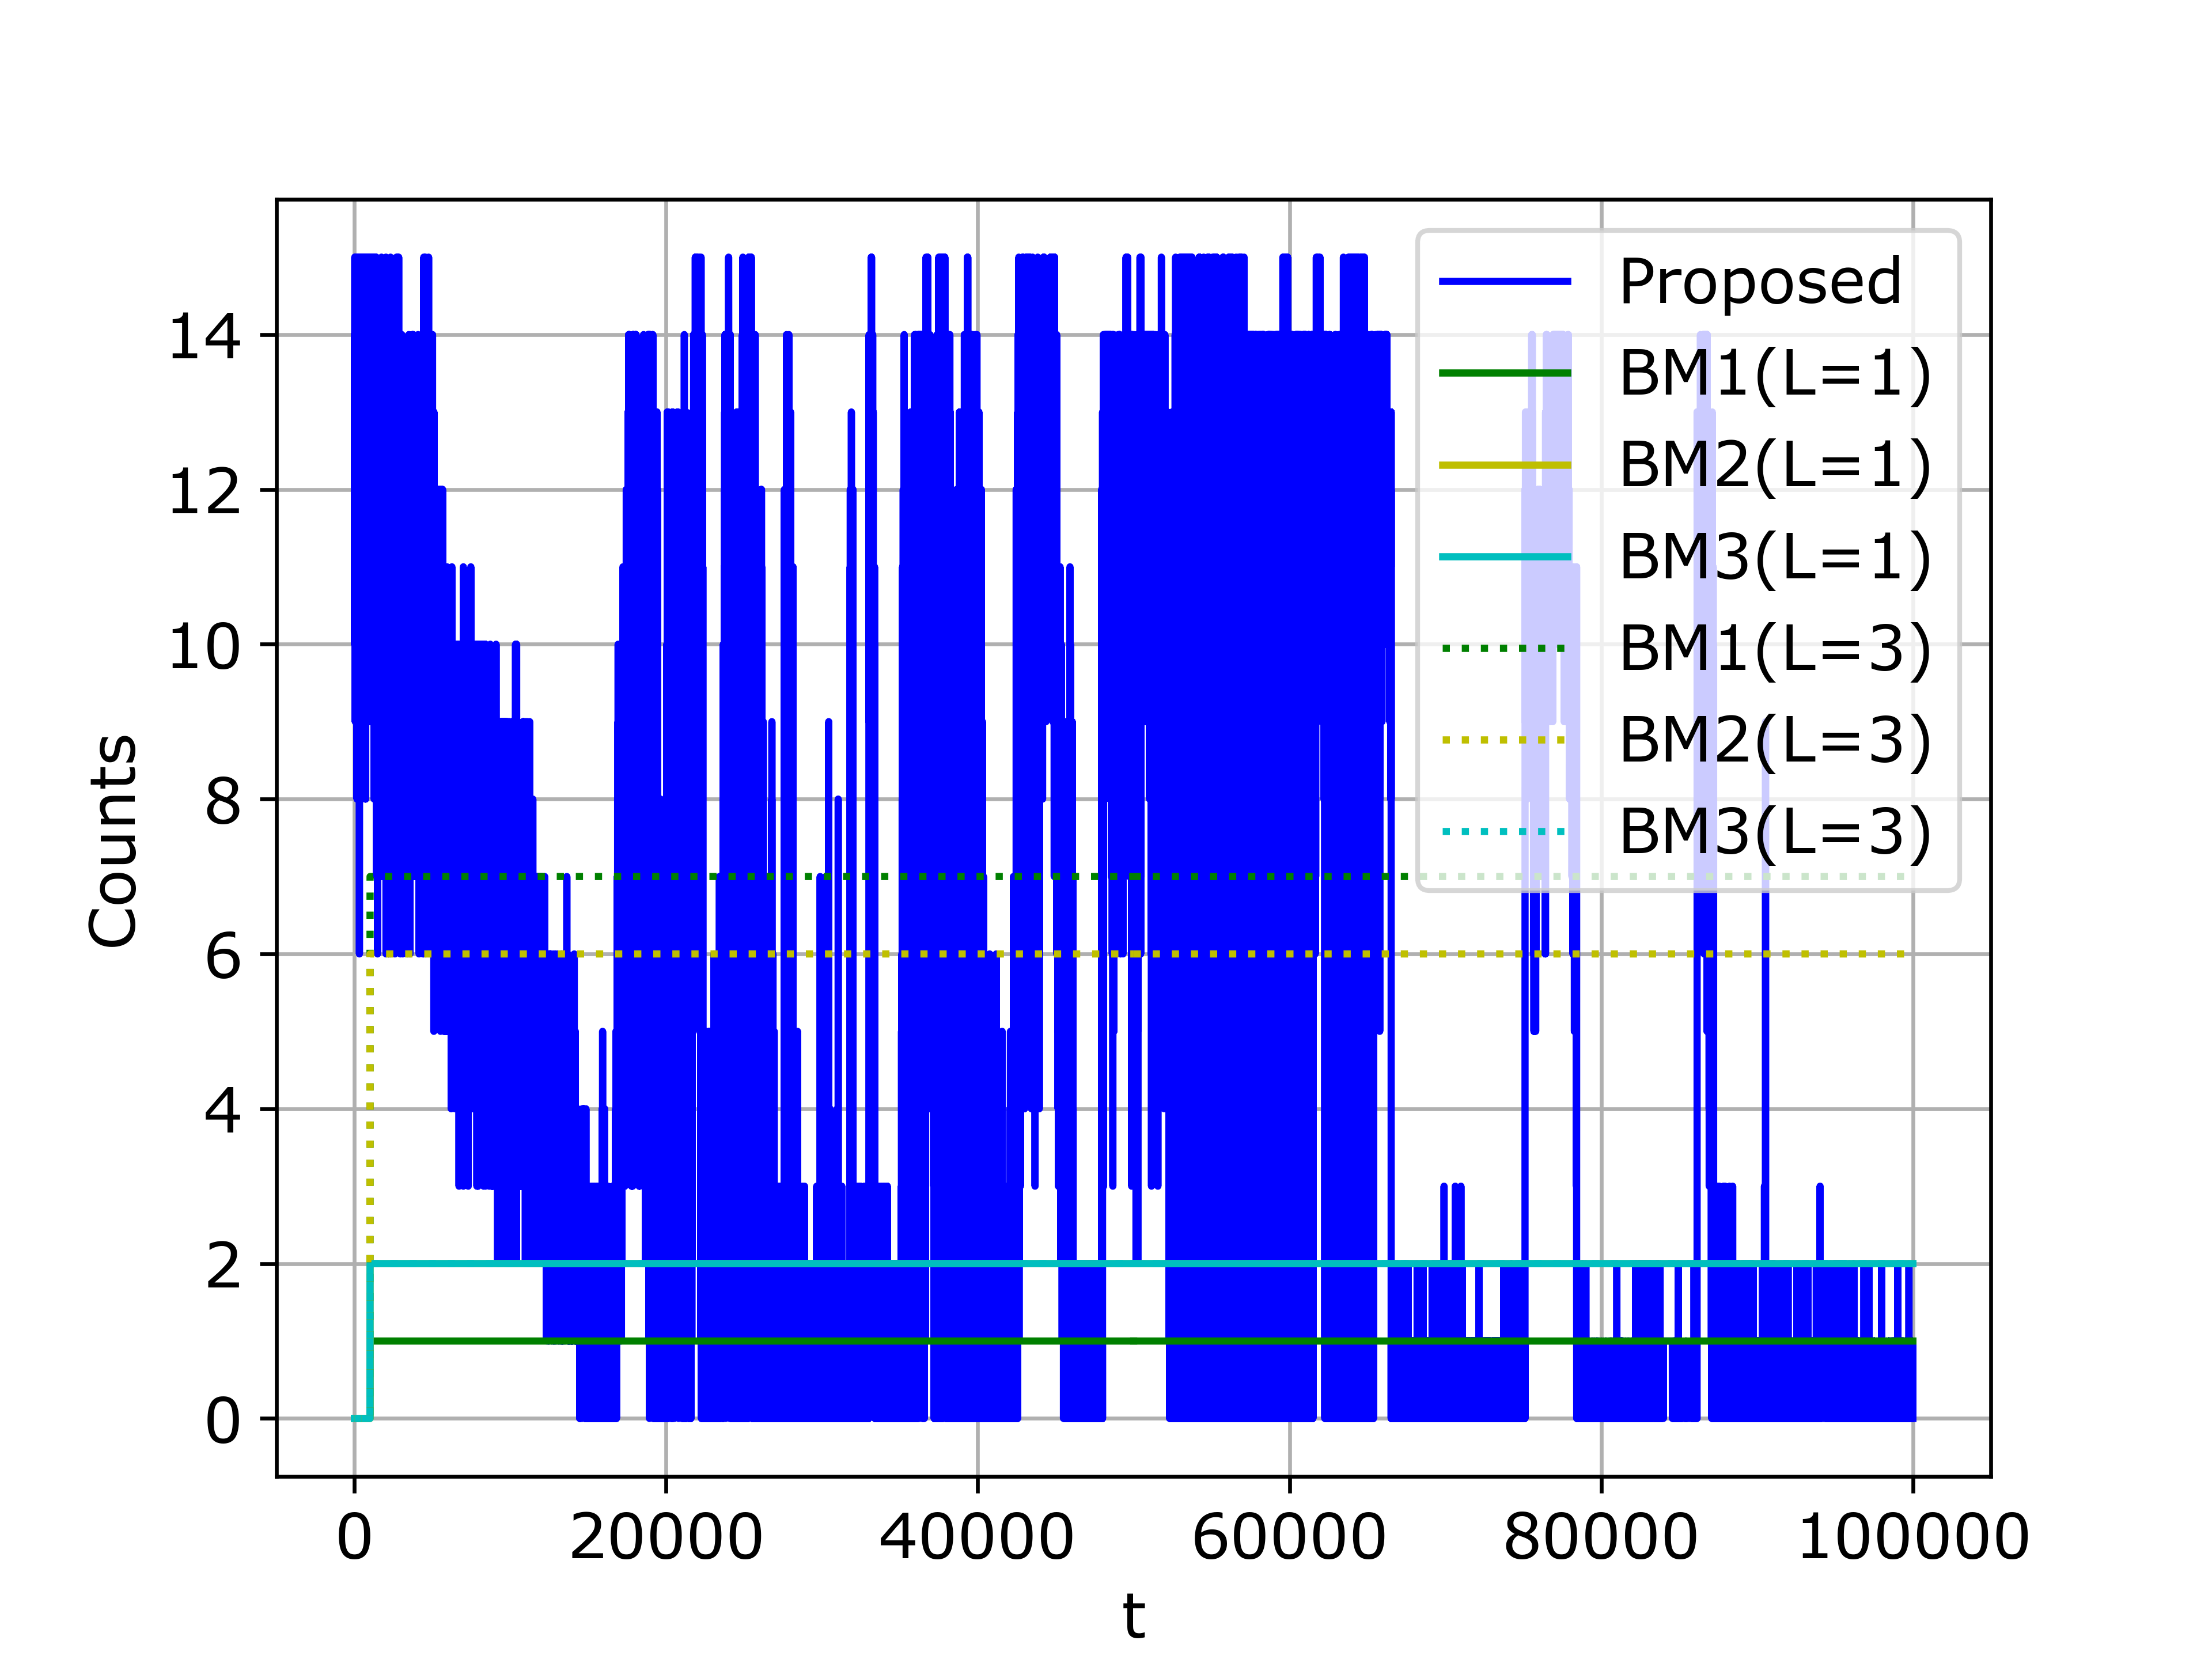 Counts
14
12
10
8
6
4
2
0
0 20000 40000 60000 80000 100000
t
Proposed
BM1(L=1)
BM2(L=1)
BM3(L=1)
BM1(L=3)
BM2(L=3)
BM3(L=3)